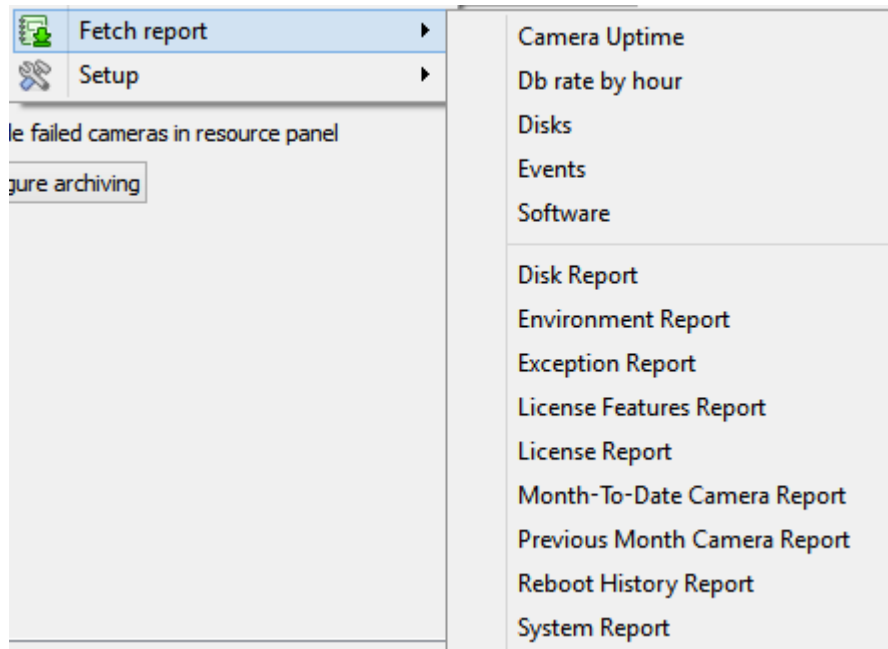 Fetch report
Setup
le failed cameras in resource panel
gure archiving
Camera Uptime
Db rate by hour
Disks
Events
Software
Disk Report
Environment Report
Exception Report
License Features Report
License Report
Month-To-Date Camera Report
Previous Month Camera Report
Reboot History Report
System Report